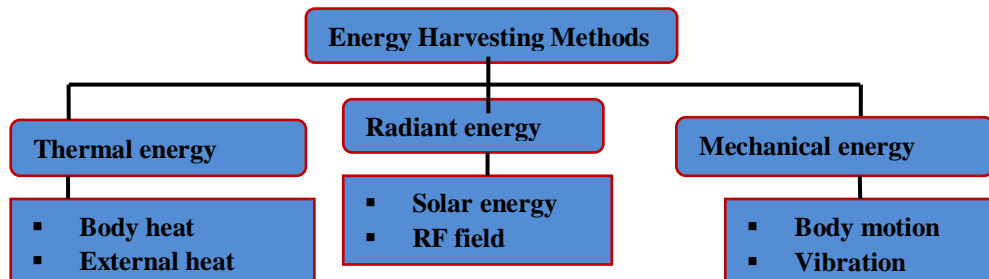 Energy Harvesting Methods
Thermal energy
▪ Body heat
▪ External heat
Radiant energy
▪ Solar energy
▪ RF field
Mechanical energy
▪ Body motion
▪ Vibration